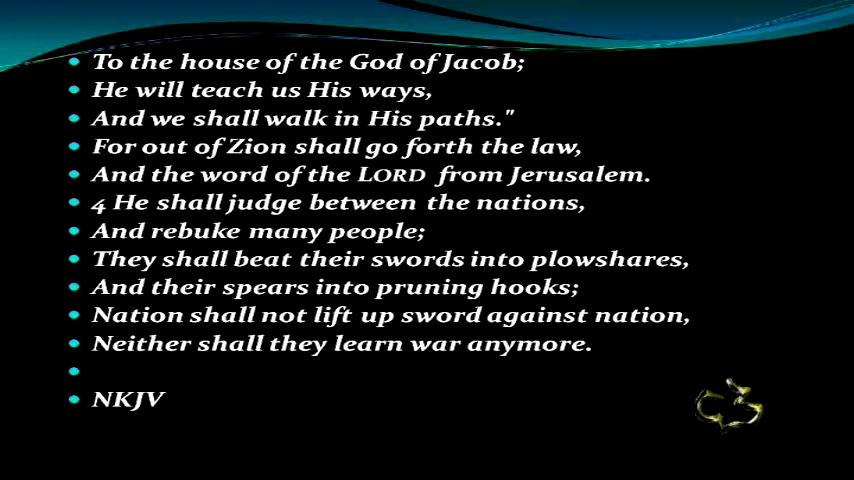 To the house of the God of Jacob;
He will teach us His ways,
And we shall walk in His paths."
For out of Zion shall go forth the law,
And the word of the LORD from Jerusalem.
4 He shall judge between the nations,
And rebuke many people;
They shall beat their swords into plowshares,
And their spears into pruning hooks;
Nation shall not lift up sword against nation,
Neither shall they learn war anymore.
NKJV